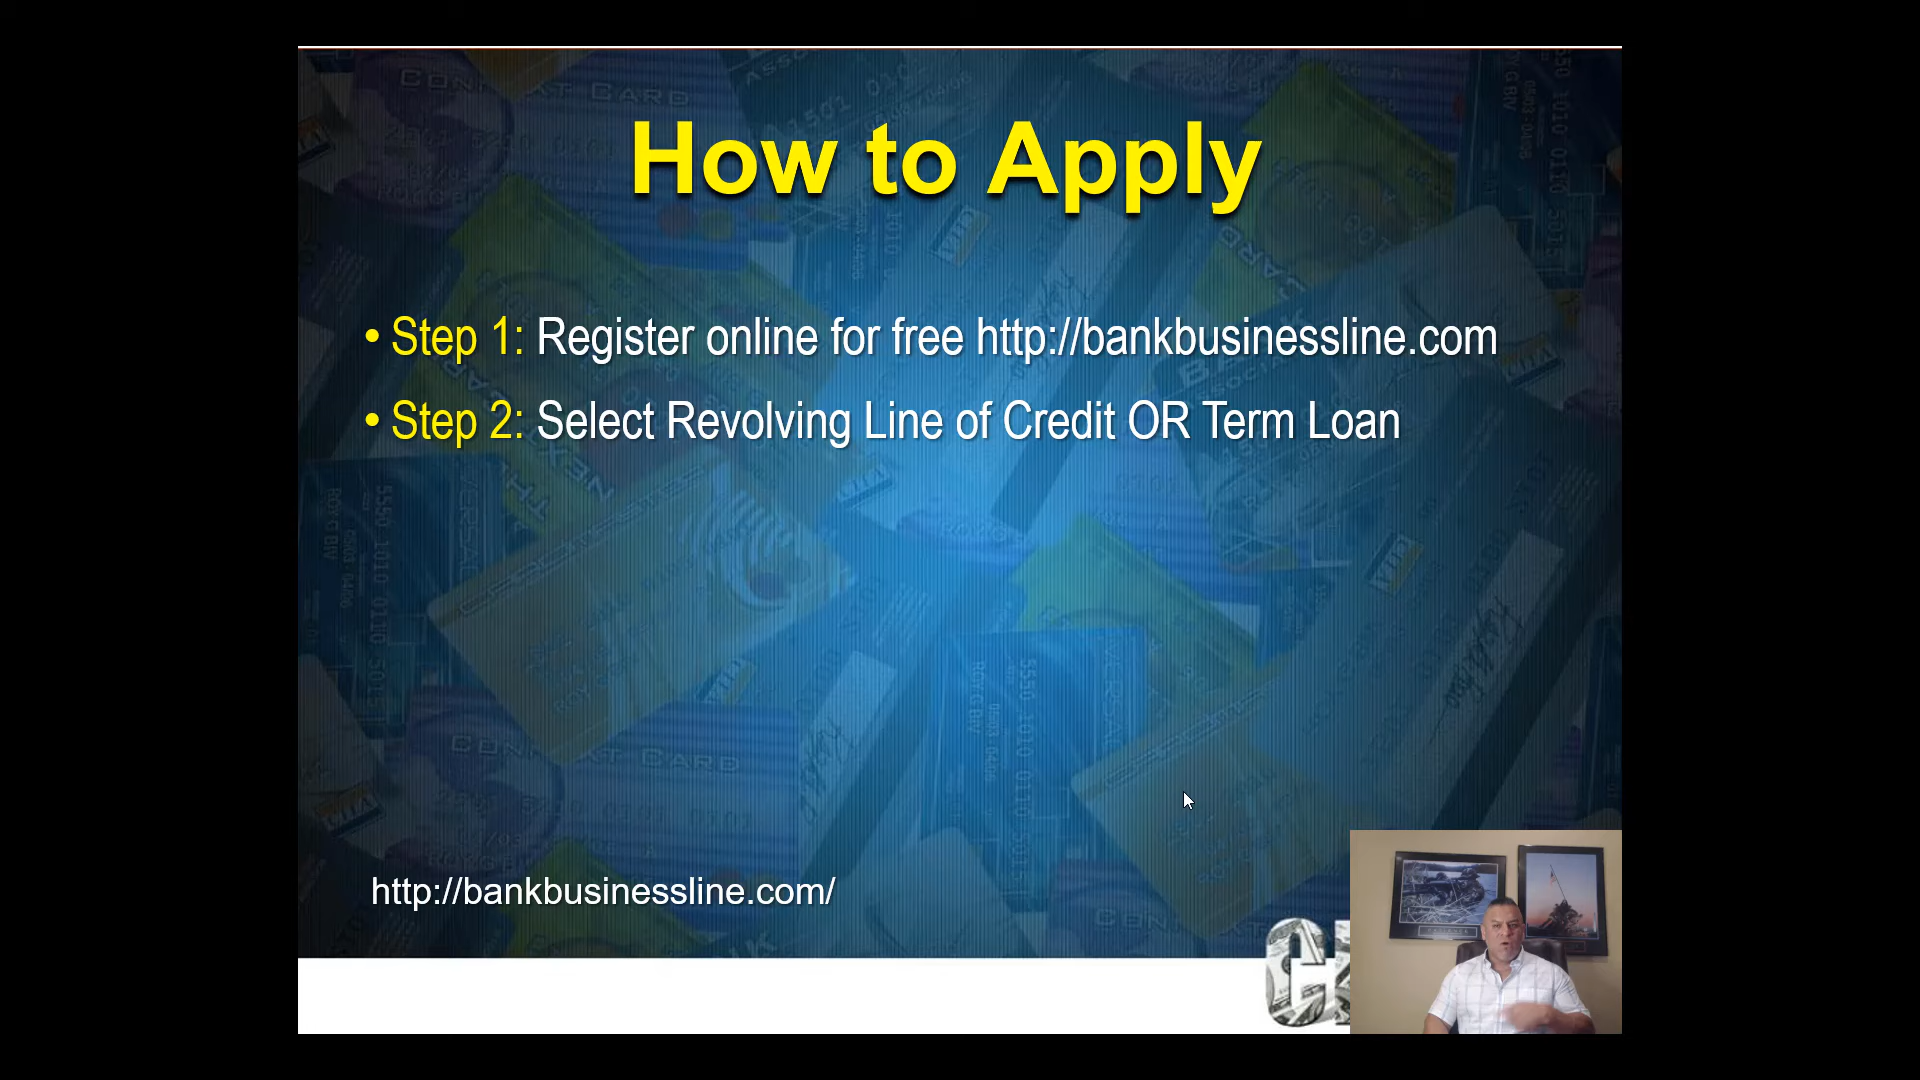 How to Apply
• Step 1: Register online for free http://bankbusinessline.com
• Step 2: Select Revolving Line of Credit OR Term Loan
http://bankbusinessline.com/